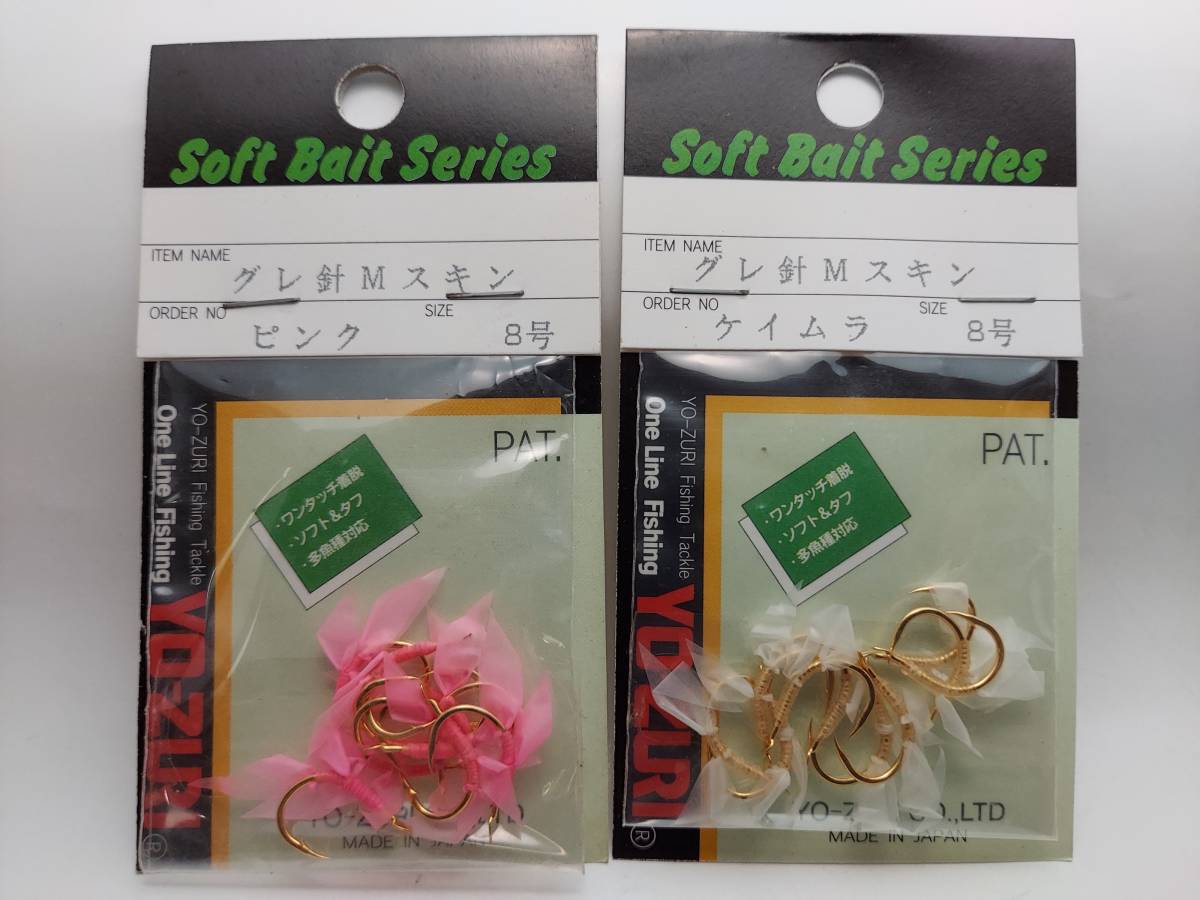 Soft Bait Series
ITEM NAME
グレ針Mスキン
ORDER NO
SIZE
ピンク
8号
YO-ZURI Fishing Tackle
One Line Fishing
YO-ZURI
®
PAT.
・ワンタッチ着脱
・ソフト&タフ
・多魚種対応
MADE IN JAPAN
Soft Bait Series
ITEM NAME
グレ針Mスキン
ORDER NO
SIZE
ケイムラ
8号
YO-ZURI Fishing Tackle
One Line Fishing
YO-ZURI
®
PAT.
・ワンタッチ着脱
・ソフト&タフ
・多魚種対応
CO.,LTD
MADE IN JAPAN